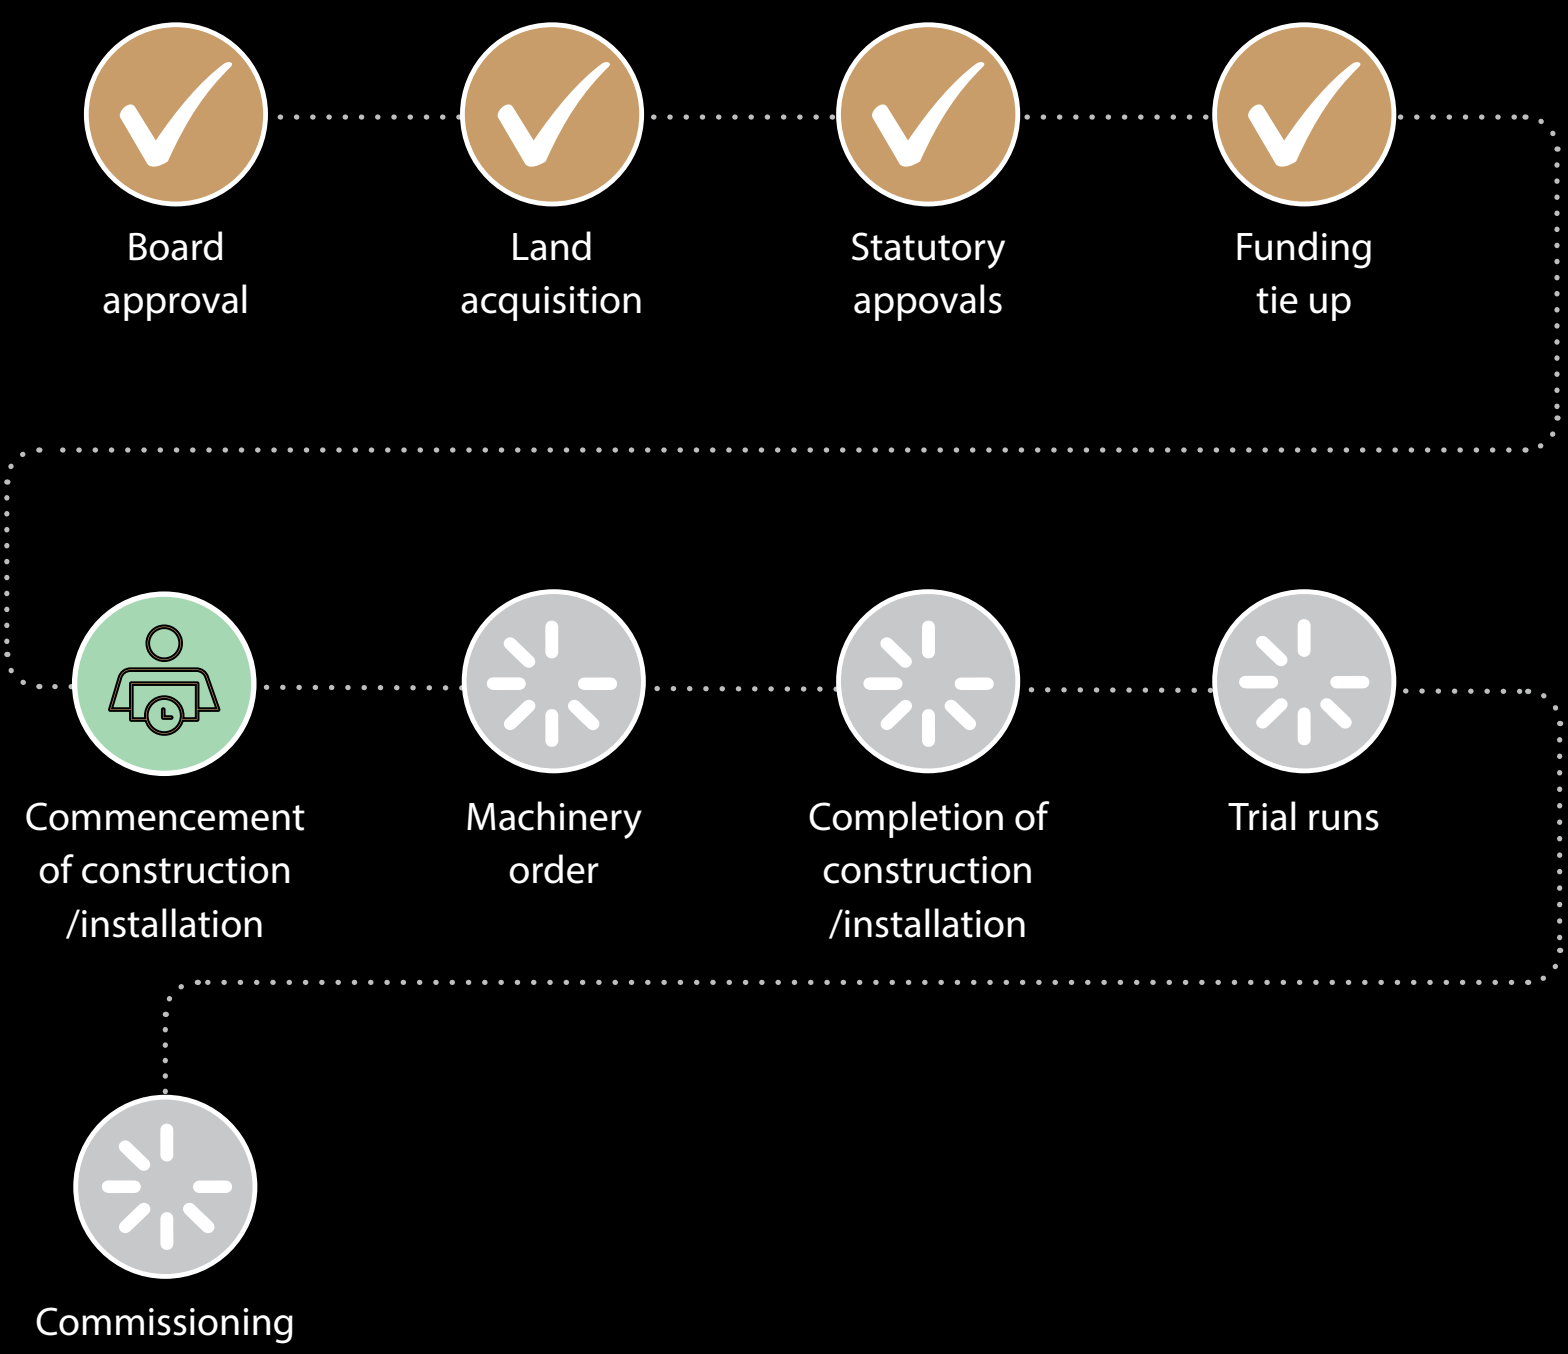 Board
approval
Land
acquisition
Statutory
appovals
Funding
tie up
Commencement
of construction
/installation
Machinery
order
Completion of
construction
/installation
Trial runs
Commissioning